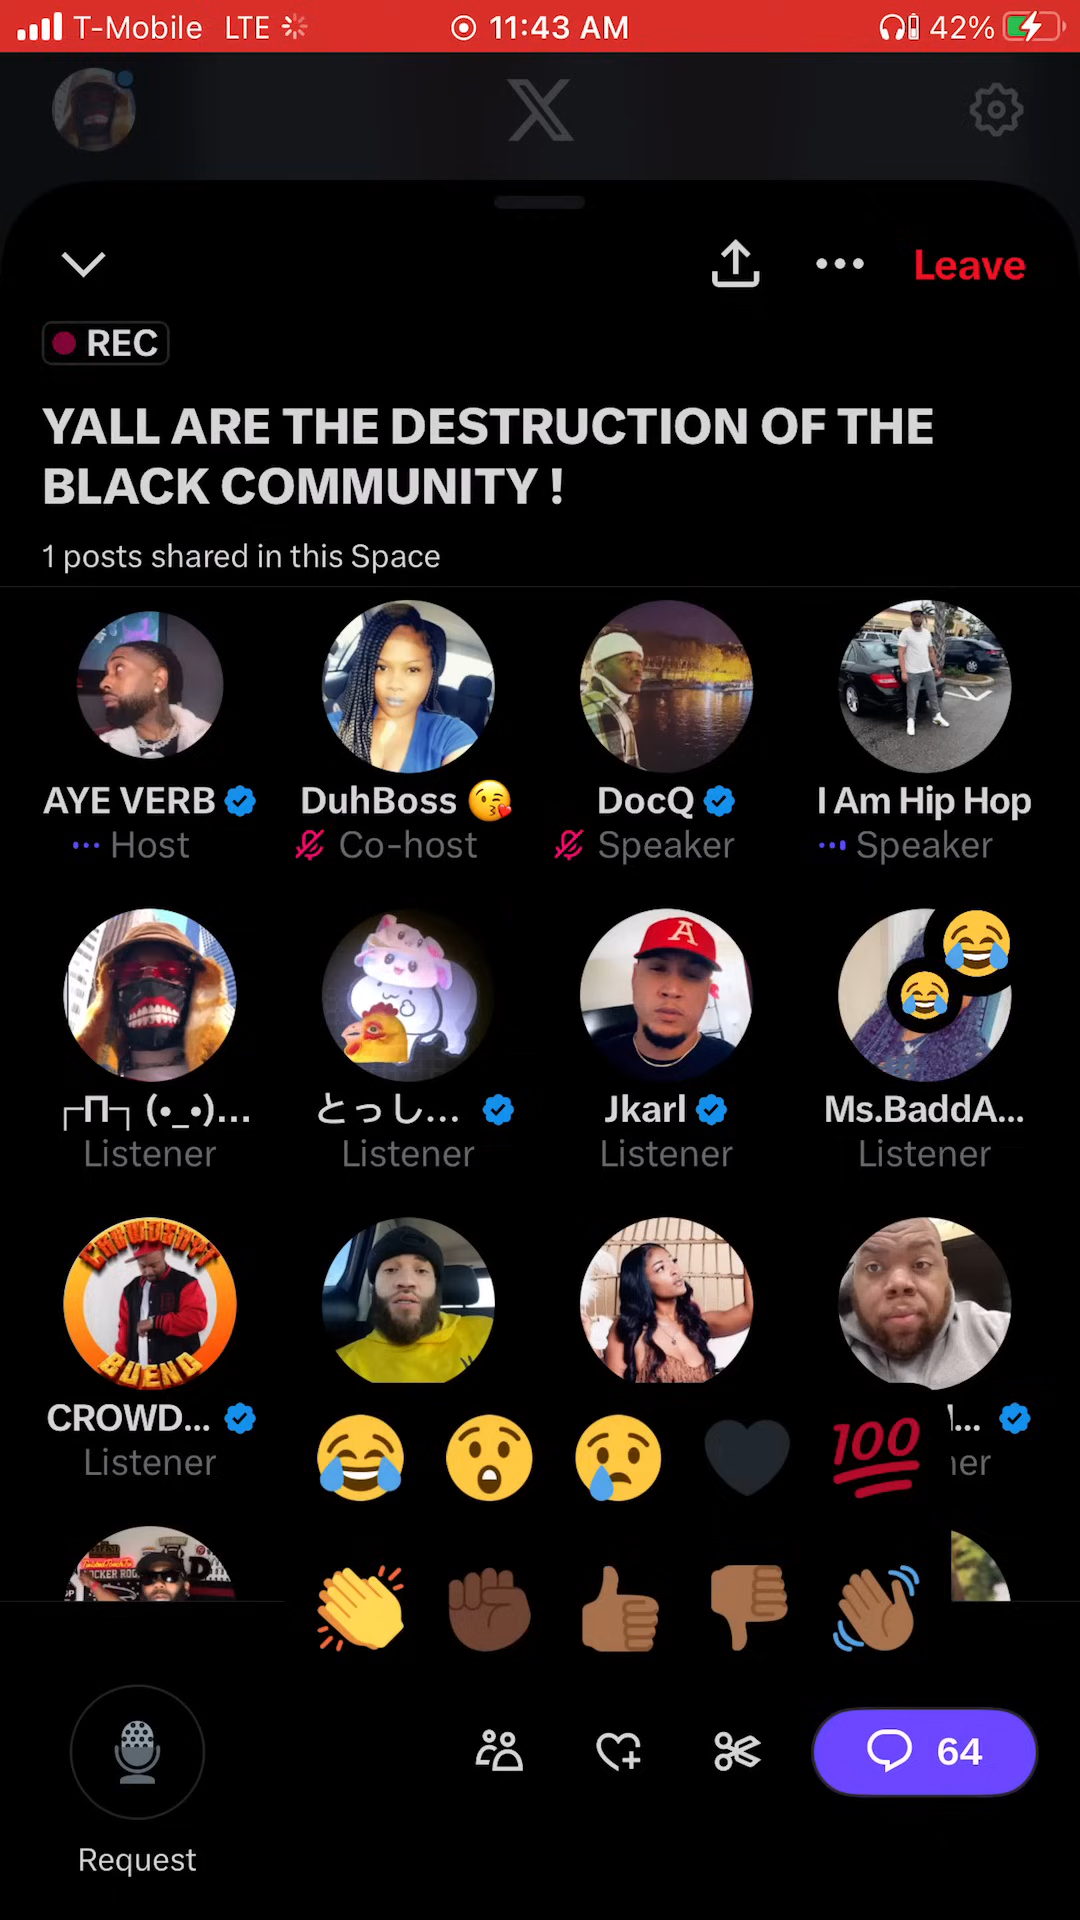 T-Mobile LTE 11:43 AM 42%
X
Leave
REC
YALL ARE THE DESTRUCTION OF THE
BLACK COMMUNITY !
1 posts shared in this Space
AYE VERB DuhBoss 😘 DocQ I Am Hip Hop
Host Co-host Speaker Speaker
A
┌П┐ (•_•)... とっし... Jkarl Ms.BaddA...
Listener Listener Listener Listener
BUENO
CROWD...
Listener
100
64
Request